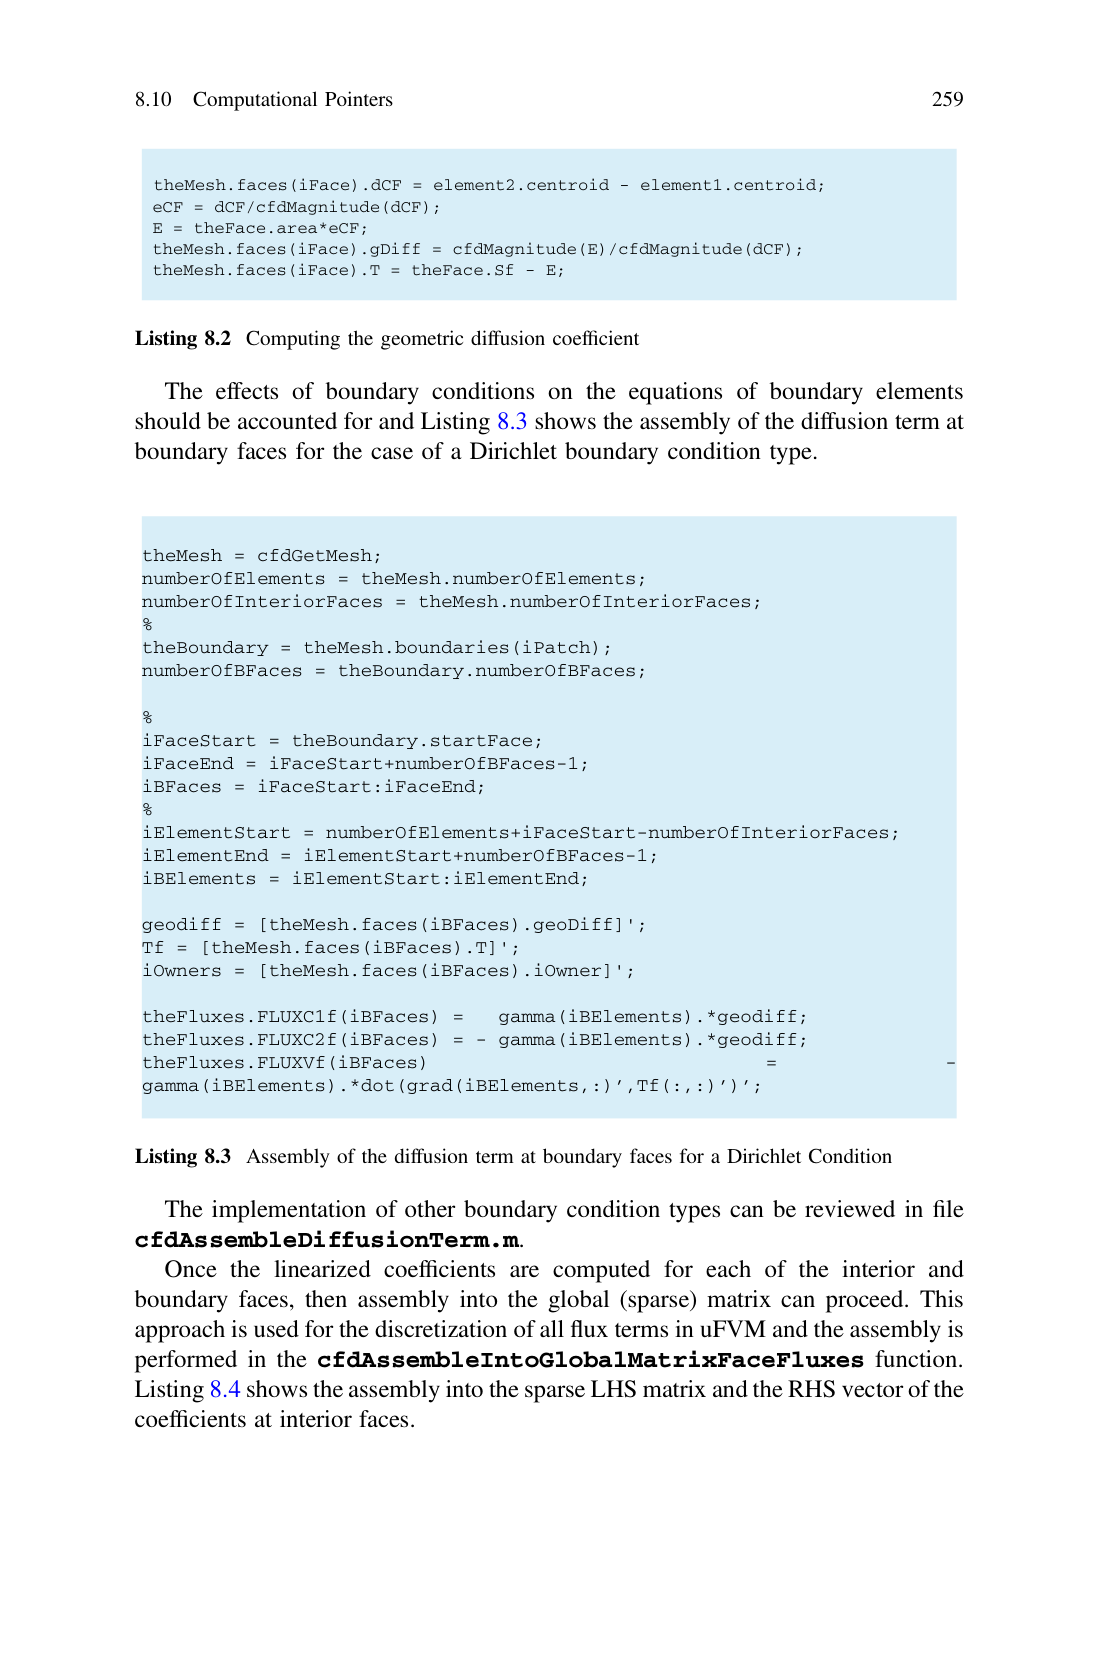 8.10 Computational Pointers 259
theMesh.faces(iFace).dCF = element2.centroid - element1.centroid;
eCF = dCF/cfdMagnitude(dCF);
E = theFace.area*eCF;
theMesh.faces(iFace).gDiff = cfdMagnitude(E)/cfdMagnitude(dCF);
theMesh.faces(iFace).T = theFace.Sf - E;
Listing 8.2 Computing the geometric diffusion coefficient
The effects of boundary conditions on the equations of boundary elements
should be accounted for and Listing 8.3 shows the assembly of the diffusion term at
boundary faces for the case of a Dirichlet boundary condition type.
theMesh = cfdGetMesh;
numberOfElements = theMesh.numberOfElements;
numberOfInteriorFaces = theMesh.numberOfInteriorFaces;
%
theBoundary = theMesh.boundaries(iPatch);
numberOfBFaces = theBoundary.numberOfBFaces;
%
iFaceStart = theBoundary.startFace;
iFaceEnd = iFaceStart+numberOfBFaces-1;
iBFaces = iFaceStart:iFaceEnd;
%
iElementStart = numberOfElements+iFaceStart-numberOfInteriorFaces;
iElementEnd = iElementStart+numberOfBFaces-1;
iBElements = iElementStart:iElementEnd;
geodiff = [theMesh.faces(iBFaces).geoDiff]';
Tf = [theMesh.faces(iBFaces).T]';
iOwners = [theMesh.faces(iBFaces).iOwner]';
theFluxes.FLUXC1f(iBFaces) =   gamma(iBElements).*geodiff;
theFluxes.FLUXC2f(iBFaces) = - gamma(iBElements).*geodiff;
theFluxes.FLUXVf(iBFaces) = -
gamma(iBElements).*dot(grad(iBElements,:)’,Tf(:,:)’)’;
Listing 8.3 Assembly of the diffusion term at boundary faces for a Dirichlet Condition
The implementation of other boundary condition types can be reviewed in file
cfdAssembleDiffusionTerm.m.
Once the linearized coefficients are computed for each of the interior and
boundary faces, then assembly into the global (sparse) matrix can proceed. This
approach is used for the discretization of all flux terms in uFVM and the assembly is
performed in the cfdAssembleIntoGlobalMatrixFaceFluxes function.
Listing 8.4 shows the assembly into the sparse LHS matrix and the RHS vector of the
coefficients at interior faces.